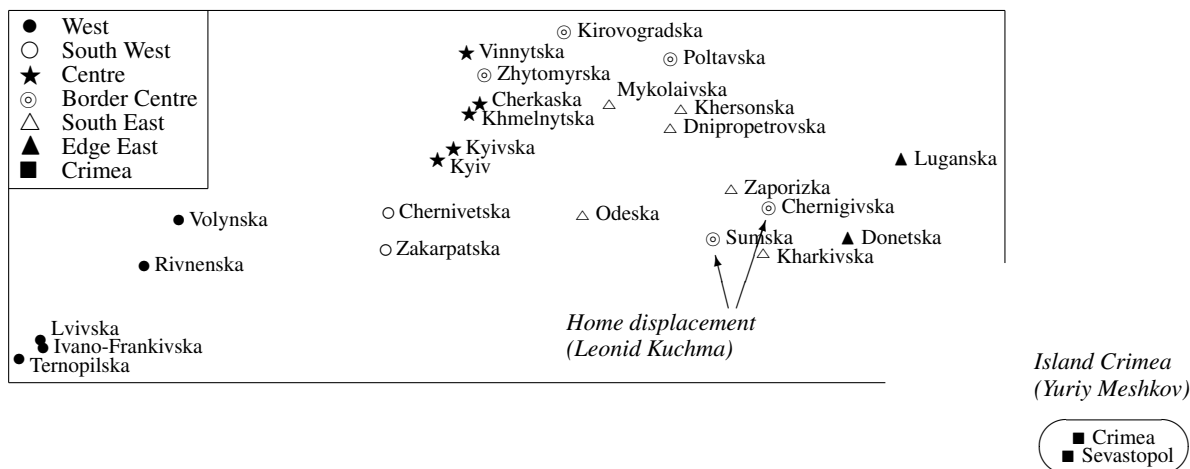 West
South West
Centre
Border Centre
South East
Edge East
Crimea
Kirovogradska
Vinnytska
Poltavska
Zhytomyrska
Mykolaivska
Cherkaska
Khersonska
Khmelnytska
Dnipropetrovska
Kyivska
Kyiv
Luganska
Zaporizka
Chernigivska
Chernivetska
Odeska
Volynska
Sumska
Donetska
Zakarpatska
Kharkivska
Rivnenska
Home displacement
(Leonid Kuchma)
Lvivska
Ivano-Frankivska
Ternopilska
Island Crimea
(Yuriy Meshkov)
Crimea
Sevastopol